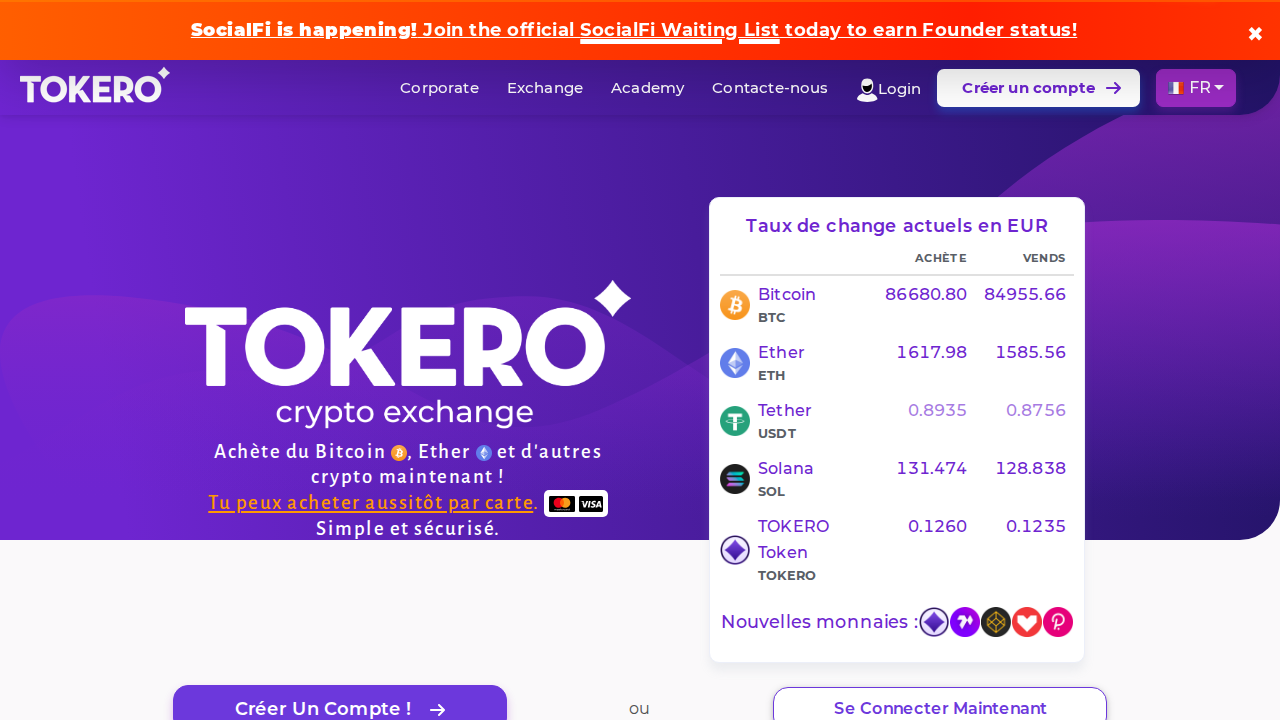 SocialFi is happening! Join the official SocialFi Waiting List today to earn Founder status! ✖
TOKERO Corporate Exchange Academy Contacte-nous Login Créer un compte → FR
TOKERO
crypto exchange
Achète du Bitcoin, Ether et d'autres
crypto maintenant !
Tu peux acheter aussitôt par carte. VISA
Simple et sécurisé.
Taux de change actuels en EUR
ACHÈTE VENDS
Bitcoin 86680.80 84955.66
BTC
Ether 1617.98 1585.56
ETH
Tether 0.8935 0.8756
USDT
Solana 131.474 128.838
SOL
TOKERO 0.1260 0.1235
Token
TOKERO
Nouvelles monnaies :
Créer Un Compte ! → ou Se Connecter Maintenant